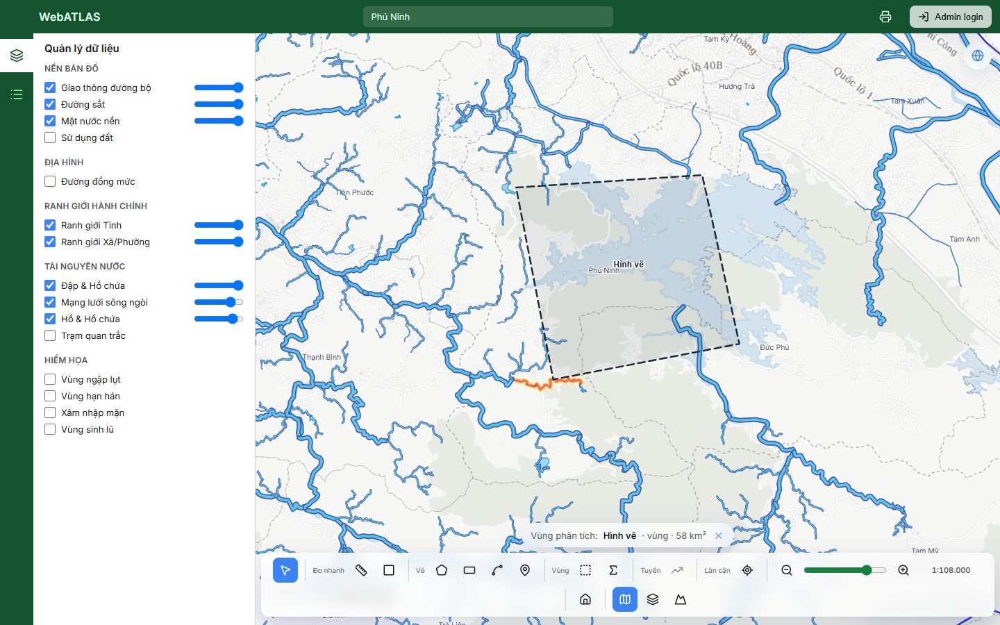 WebATLAS
Phú Ninh
Admin login
Quản lý dữ liệu
NỀN BẢN ĐỒ
Giao thông đường bộ
Đường sắt
Mặt nước nền
Sử dụng đất
ĐỊA HÌNH
Đường đồng mức
RANH GIỚI HÀNH CHÍNH
Ranh giới Tỉnh
Ranh giới Xã/Phường
TÀI NGUYÊN NƯỚC
Đập & Hồ chứa
Mạng lưới sông ngòi
Hồ & Hồ chứa
Trạm quan trắc
HIỂM HỌA
Vùng ngập lụt
Vùng hạn hán
Xâm nhập mặn
Vùng sinh lũ
Tam Kỳ
Hoàng
Quốc lộ 40B
Hương Trà
Quốc lộ 1
Tam Xuân
Tiên Phước
Tam Anh
Hình vẽ
Phú Ninh
Đức Phú
Thạnh Bình
Vùng phân tích: Hình vẽ · vùng · 58 km²
Tam Mỹ
Đo nhanh
Vẽ
Vùng
Tuyến
Lân cận
1:108.000